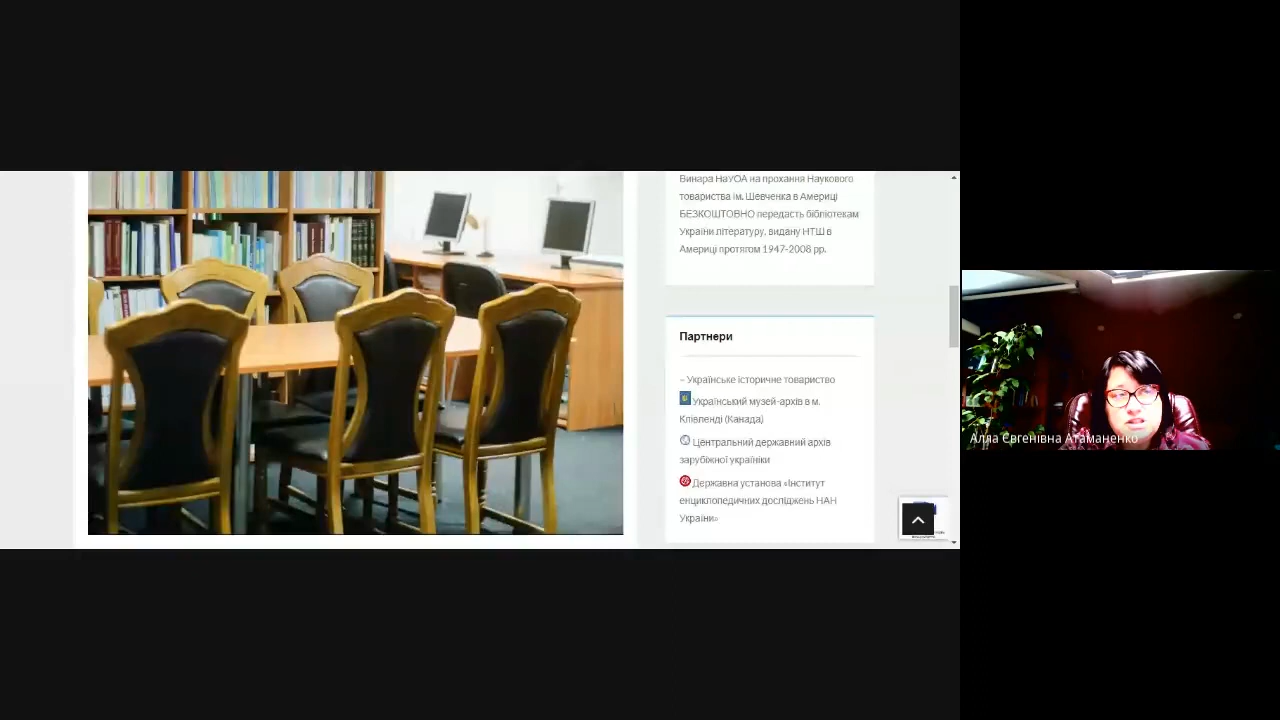 Винара НаУОА на прохання Наукового
товариства ім. Шевченка в Америці
БЕЗКОШТОВНО передасть бібліотекам
України літературу, видану НТШ в
Америці протягом 1947-2008 рр.
Партнери
– Українське історичне товариство
Український музей-архів в м.
Клівленді (Канада)
Центральний державний архів
зарубіжної україніки
Державна установа «Інститут
енциклопедичних досліджень НАН
України»
Алла Євгенівна Атаманенко